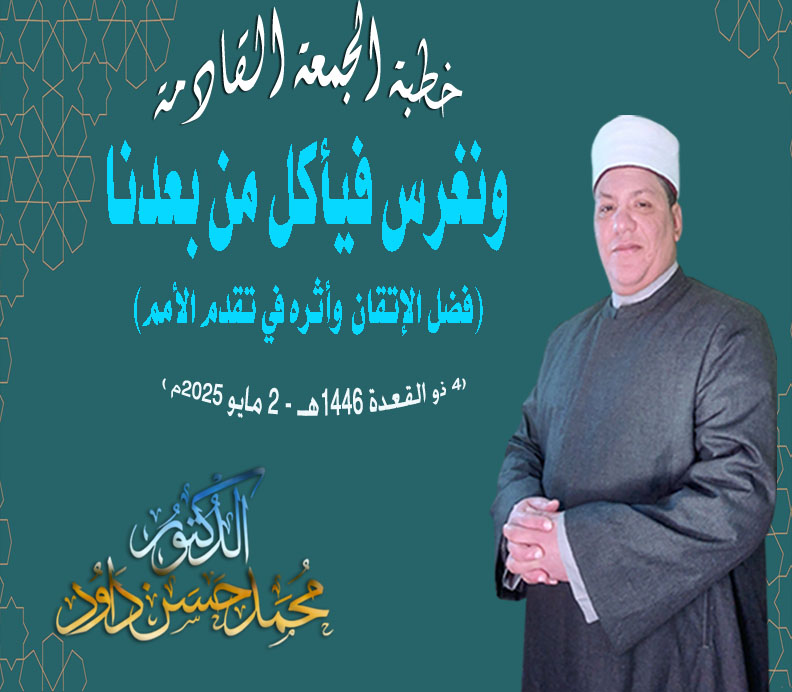 خطبة الجمعة القادمة
ونغرس فيأكل من بعدنا
(فضل الإتقان وأثره في تقدم الأمم)
(4 ذو القعدة 1446هـ - 2 مايو 2025م)
الدكتور
محمد حسن داود